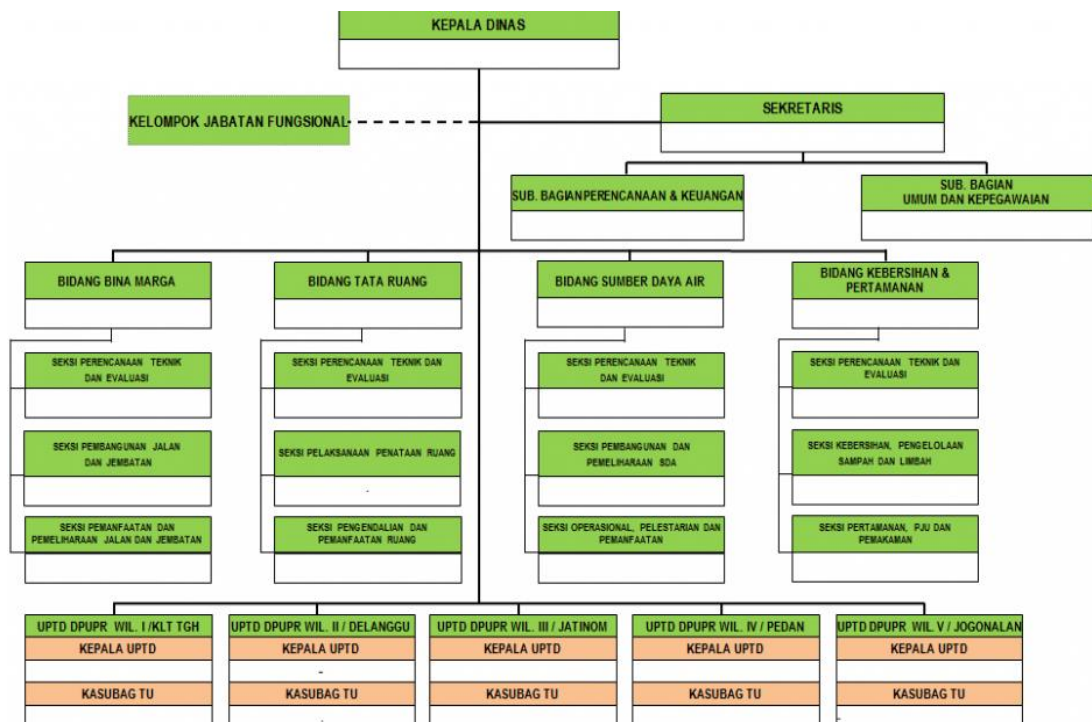 KEPALA DINAS
KELOMPOK JABATAN FUNGSIONAL
SEKRETARIS
SUB. BAGIANPERENCANAAN & KEUANGAN
SUB. BAGIAN
UMUM DAN KEPEGAWAIAN
BIDANG BINA MARGA
BIDANG TATA RUANG
BIDANG SUMBER DAYA AIR
BIDANG KEBERSIHAN &
PERTAMANAN
SEKSI PERENCANAAN TEKNIK
DAN EVALUASI
SEKSI PERENCANAAN TEKNIK DAN
EVALUASI
SEKSI PERENCANAAN TEKNIK
DAN EVALUASI
SEKSI PERENCANAAN TEKNIK DAN
EVALUASI
SEKSI PEMBANGUNAN JALAN
DAN JEMBATAN
SEKSI PELAKSANAAN PENATAAN RUANG
-
SEKSI PEMBANGUNAN DAN
PEMELIHARAAN SDA
SEKSI KEBERSIHAN, PENGELOLAAN
SAMPAH DAN LIMBAH
SEKSI PEMANFAATAN DAN
PEMELIHARAAN JALAN DAN JEMBATAN
SEKSI PENGENDALIAN DAN
PEMANFAATAN RUANG
SEKSI OPERASIONAL, PELESTARIAN DAN
PEMANFAATAN
SEKSI PERTAMANAN, PJU DAN
PEMAKAMAN
UPTD DPUPR WIL. I /KLT TGH
UPTD DPUPR WIL. II / DELANGGU
UPTD DPUPR WIL. III / JATINOM
UPTD DPUPR WIL. IV / PEDAN
UPTD DPUPR WIL. V / JOGONALAN
KEPALA UPTD
KEPALA UPTD
KEPALA UPTD
KEPALA UPTD
KEPALA UPTD
-
KASUBAG TU
KASUBAG TU
KASUBAG TU
KASUBAG TU
KASUBAG TU